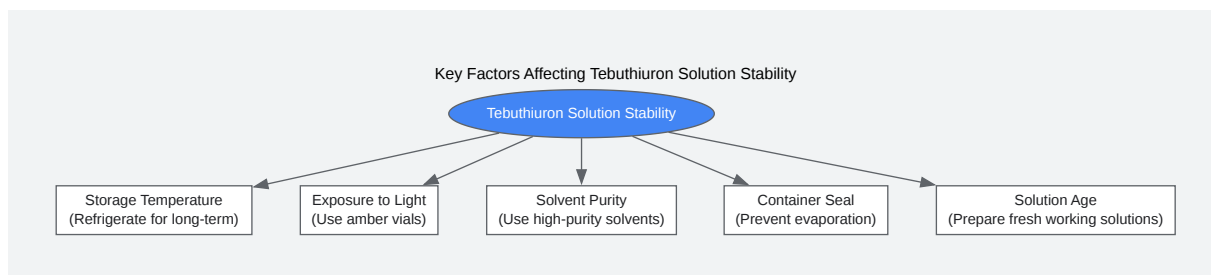 Key Factors Affecting Tebuthiuron Solution Stability
Tebuthiuron Solution Stability
Storage Temperature
(Refrigerate for long-term)
Exposure to Light
(Use amber vials)
Solvent Purity
(Use high-purity solvents)
Container Seal
(Prevent evaporation)
Solution Age
(Prepare fresh working solutions)